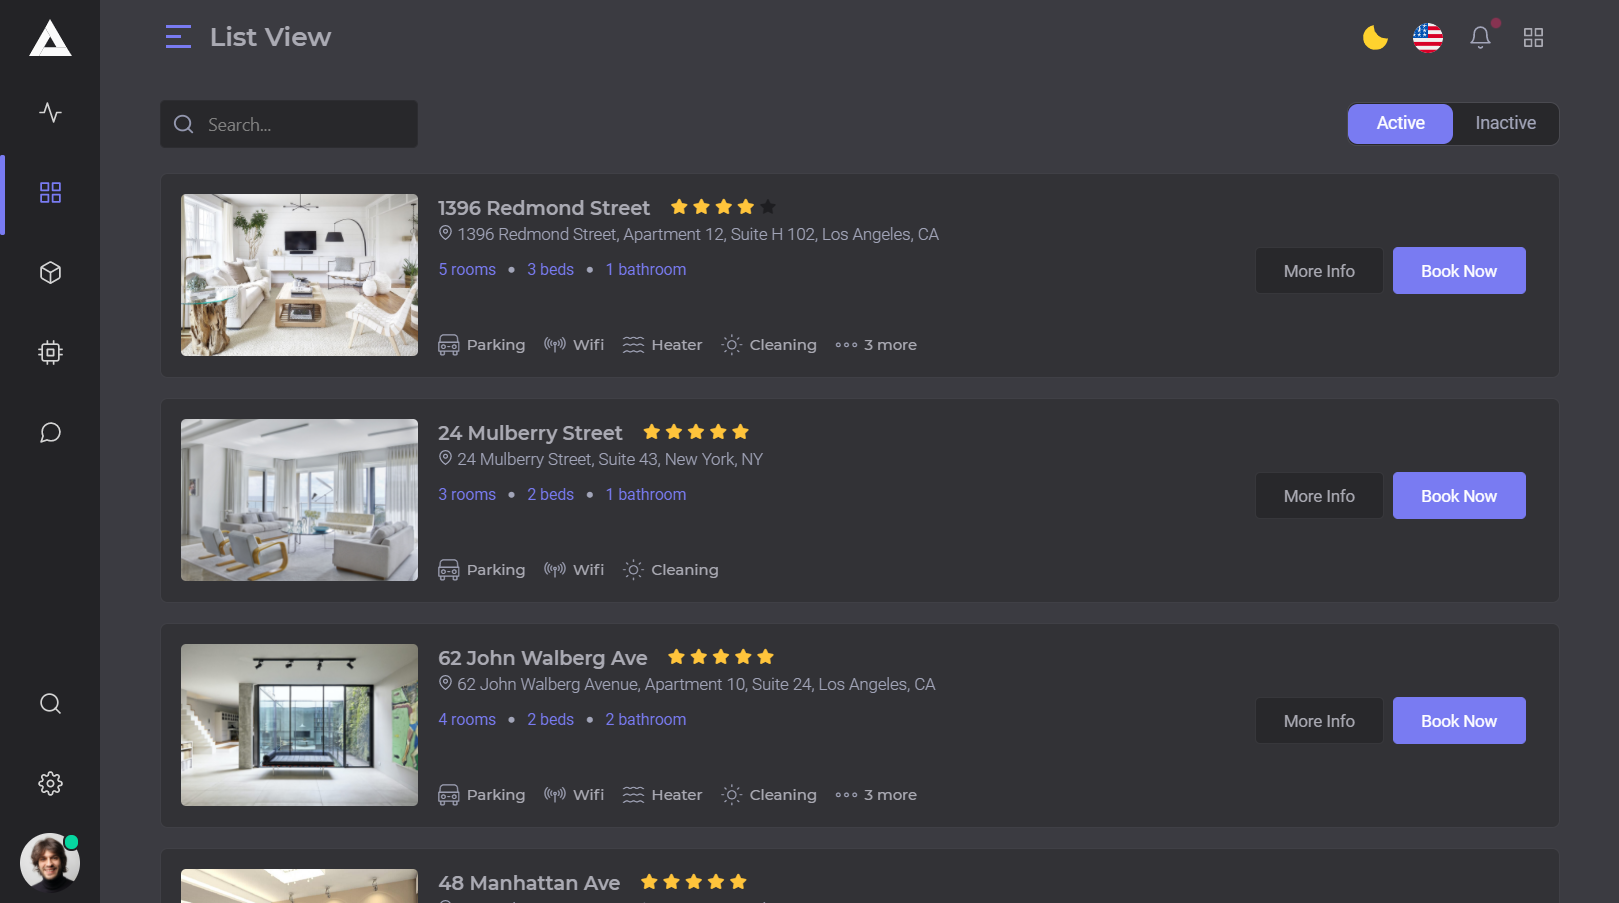 List View
Search...
Active
Inactive
1396 Redmond Street
1396 Redmond Street, Apartment 12, Suite H 102, Los Angeles, CA
5 rooms • 3 beds • 1 bathroom
More Info
Book Now
Parking Wifi Heater Cleaning 3 more
24 Mulberry Street
24 Mulberry Street, Suite 43, New York, NY
3 rooms • 2 beds • 1 bathroom
More Info
Book Now
Parking Wifi Cleaning
62 John Walberg Ave
62 John Walberg Avenue, Apartment 10, Suite 24, Los Angeles, CA
4 rooms • 2 beds • 2 bathroom
More Info
Book Now
Parking Wifi Heater Cleaning 3 more
48 Manhattan Ave